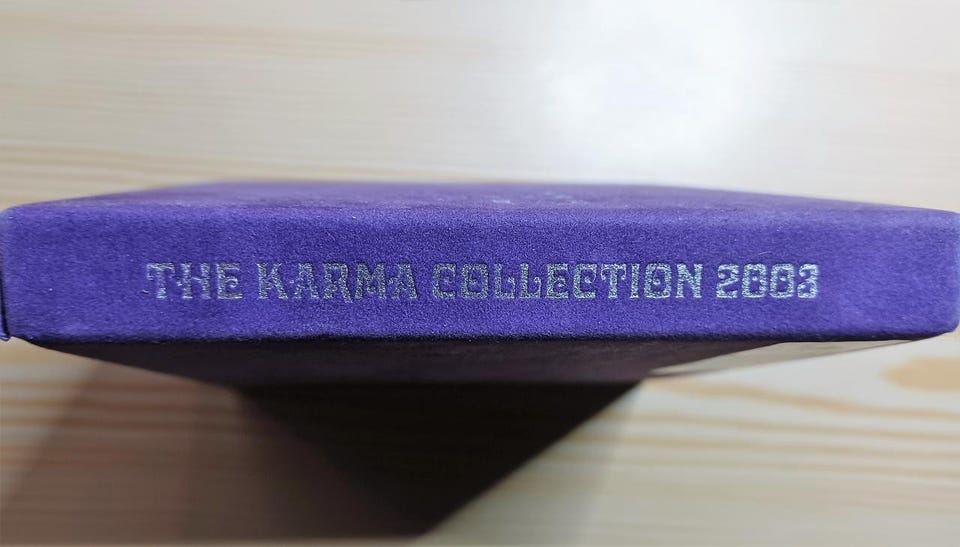 THE KARMA COLLECTION 2003